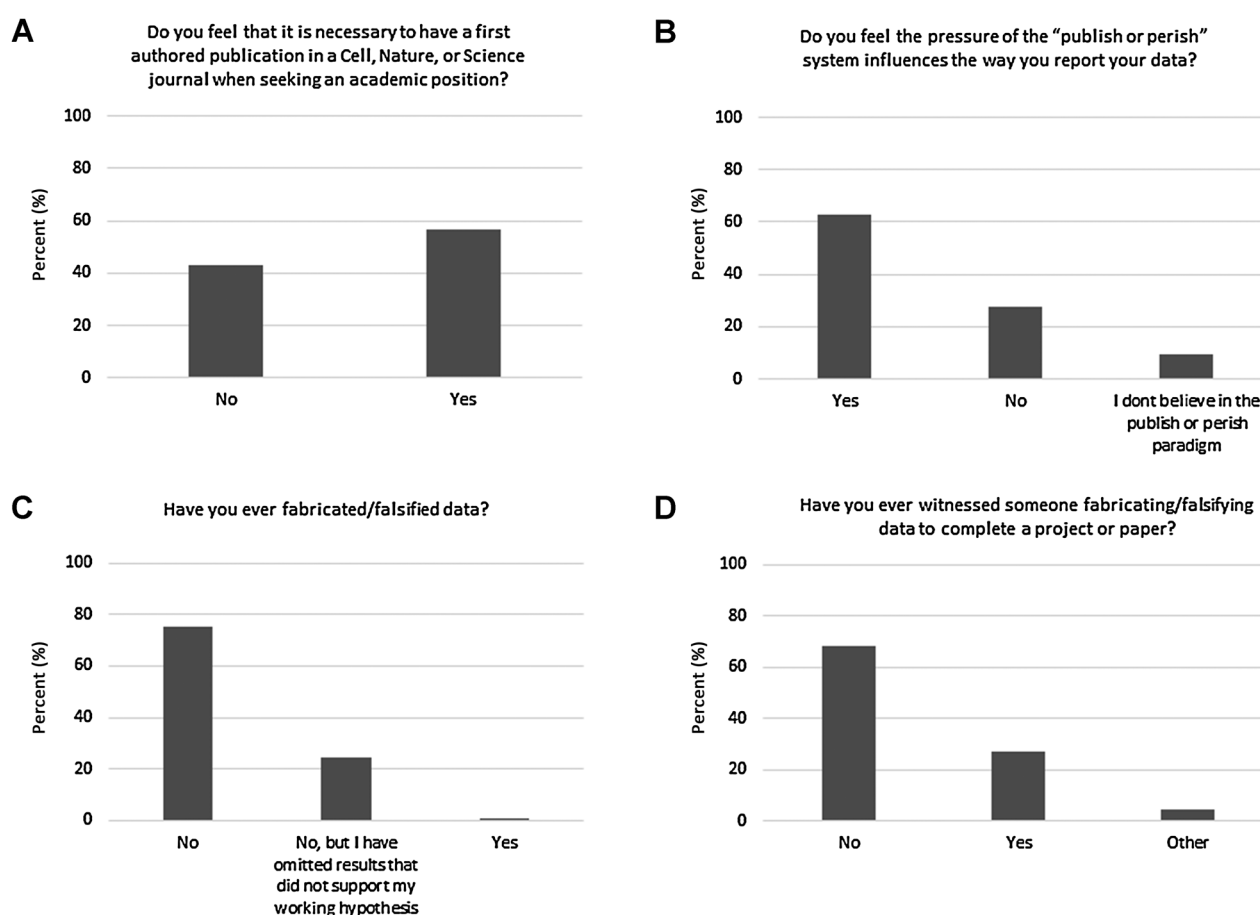 A
Do you feel that it is necessary to have a first
authored publication in a Cell, Nature, or Science
journal when seeking an academic position?
100
80
60
40
20
0
Percent (%)
No
Yes
B
Do you feel the pressure of the “publish or perish”
system influences the way you report your data?
100
80
60
40
20
0
Percent (%)
Yes
No
I dont believe in the
publish or perish
paradigm
C
Have you ever fabricated/falsified data?
100
80
60
40
20
0
Percent (%)
No
No, but I have
omitted results that
did not support my
working hypothesis
Yes
D
Have you ever witnessed someone fabricating/falsifying
data to complete a project or paper?
100
80
60
40
20
0
Percent (%)
No
Yes
Other